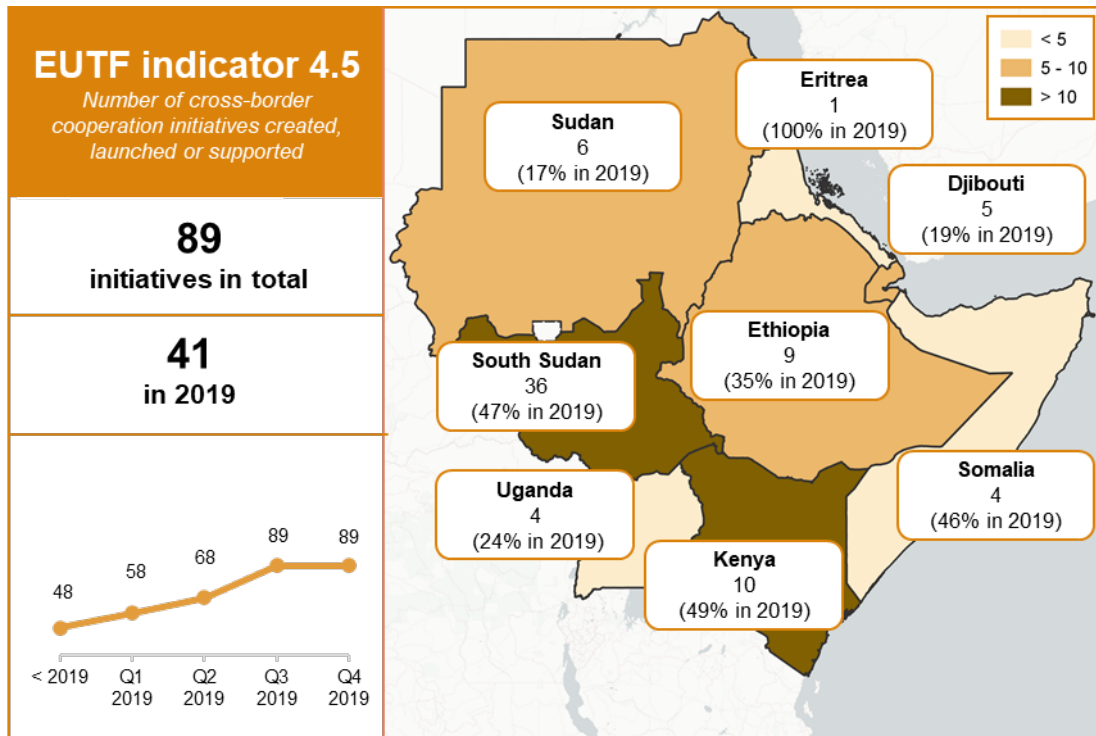 EUTF indicator 4.5
Number of cross-border
cooperation initiatives created,
launched or supported
89
initiatives in total
41
in 2019
48
58
68
89
89
< 2019
Q1
2019
Q2
2019
Q3
2019
Q4
2019
< 5
5 - 10
> 10
Eritrea
1
(100% in 2019)
Sudan
6
(17% in 2019)
Djibouti
5
(19% in 2019)
Ethiopia
9
(35% in 2019)
South Sudan
36
(47% in 2019)
Somalia
4
(46% in 2019)
Uganda
4
(24% in 2019)
Kenya
10
(49% in 2019)